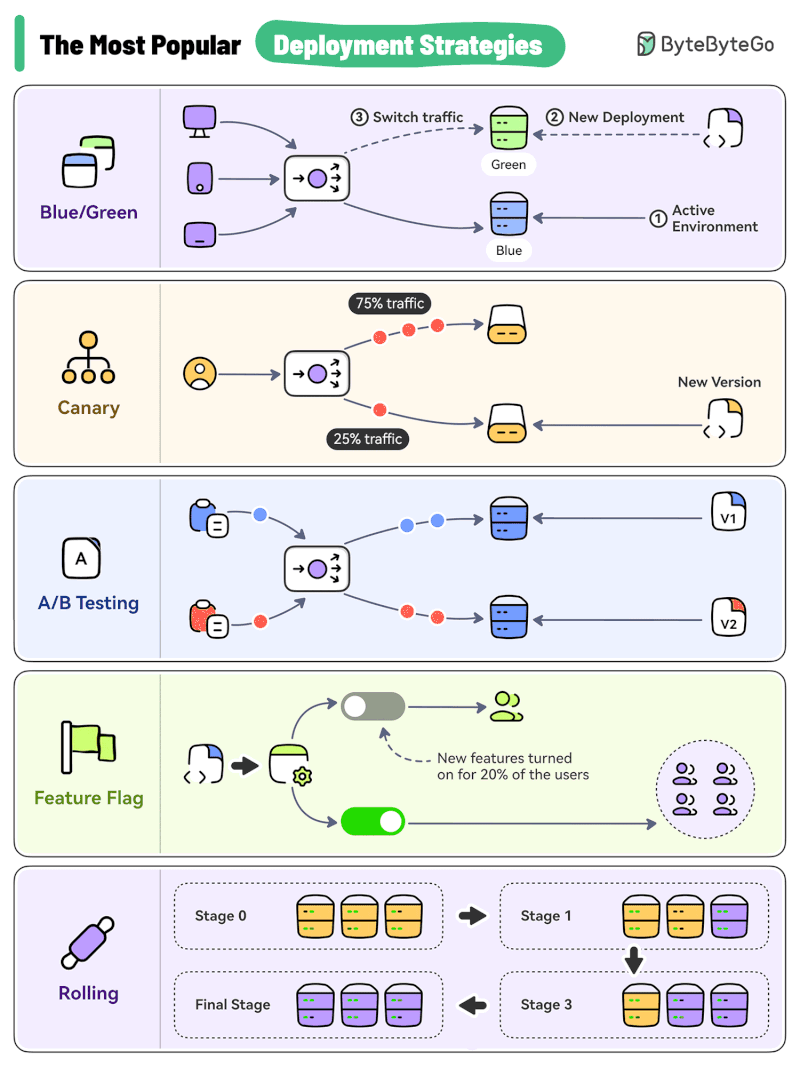 The Most Popular Deployment Strategies
ByteByteGo
Blue/Green
③ Switch traffic
② New Deployment
Green
Blue
① Active
Environment
Canary
75% traffic
25% traffic
New Version
A/B Testing
A
V1
V2
Feature Flag
New features turned
on for 20% of the users
Rolling
Stage 0
Stage 1
Final Stage
Stage 3